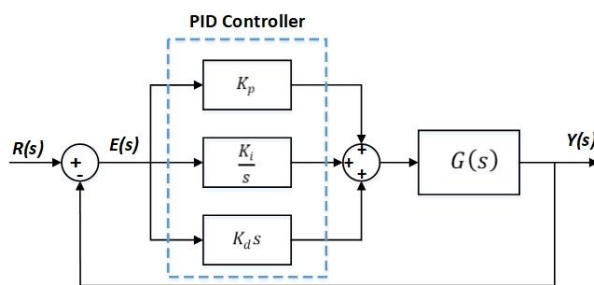 PID Controller
K_p
R(s)
+
-
E(s)
K_i
s
+
+
+
G(s)
Y(s)
K_d s